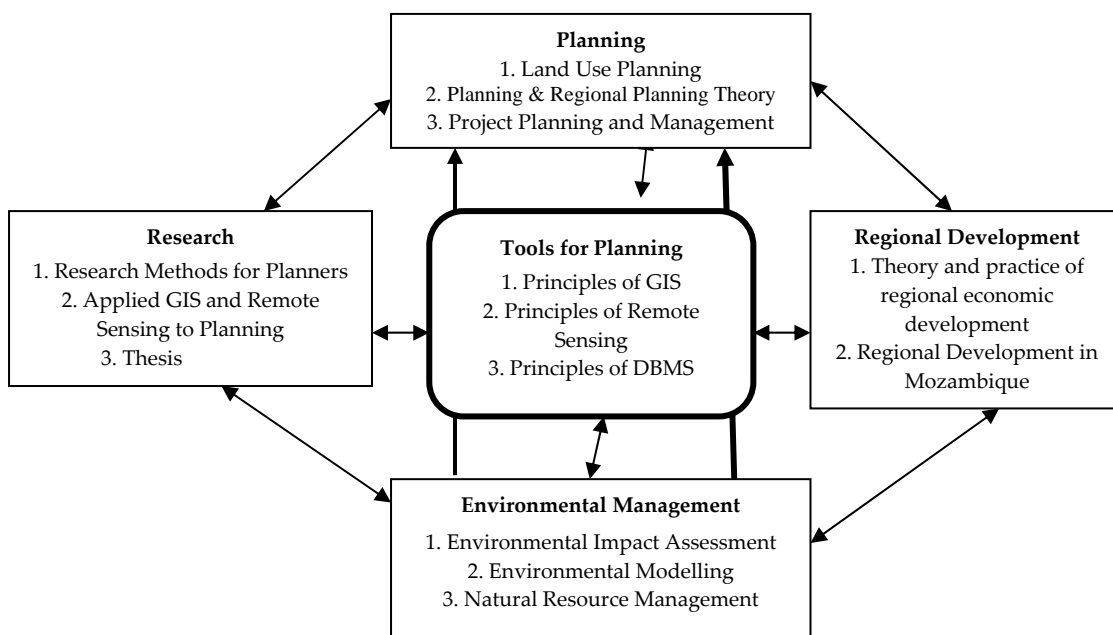 Planning
1. Land Use Planning
2. Planning & Regional Planning Theory
3. Project Planning and Management
Research
1. Research Methods for Planners
2. Applied GIS and Remote
Sensing to Planning
3. Thesis
Tools for Planning
1. Principles of GIS
2. Principles of Remote
Sensing
3. Principles of DBMS
Regional Development
1. Theory and practice of
regional economic
development
2. Regional Development in
Mozambique
Environmental Management
1. Environmental Impact Assessment
2. Environmental Modelling
3. Natural Resource Management